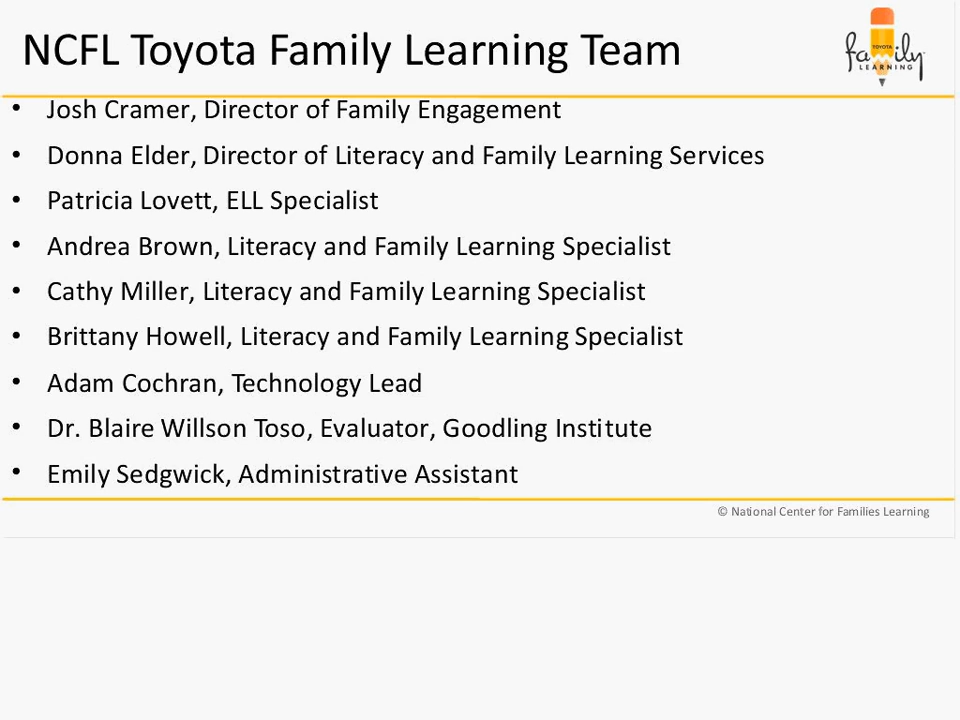 NCFL Toyota Family Learning Team
TOYOTA
family
LEARNING
• Josh Cramer, Director of Family Engagement
• Donna Elder, Director of Literacy and Family Learning Services
• Patricia Lovett, ELL Specialist
• Andrea Brown, Literacy and Family Learning Specialist
• Cathy Miller, Literacy and Family Learning Specialist
• Brittany Howell, Literacy and Family Learning Specialist
• Adam Cochran, Technology Lead
• Dr. Blaire Willson Toso, Evaluator, Goodling Institute
• Emily Sedgwick, Administrative Assistant
© National Center for Families Learning